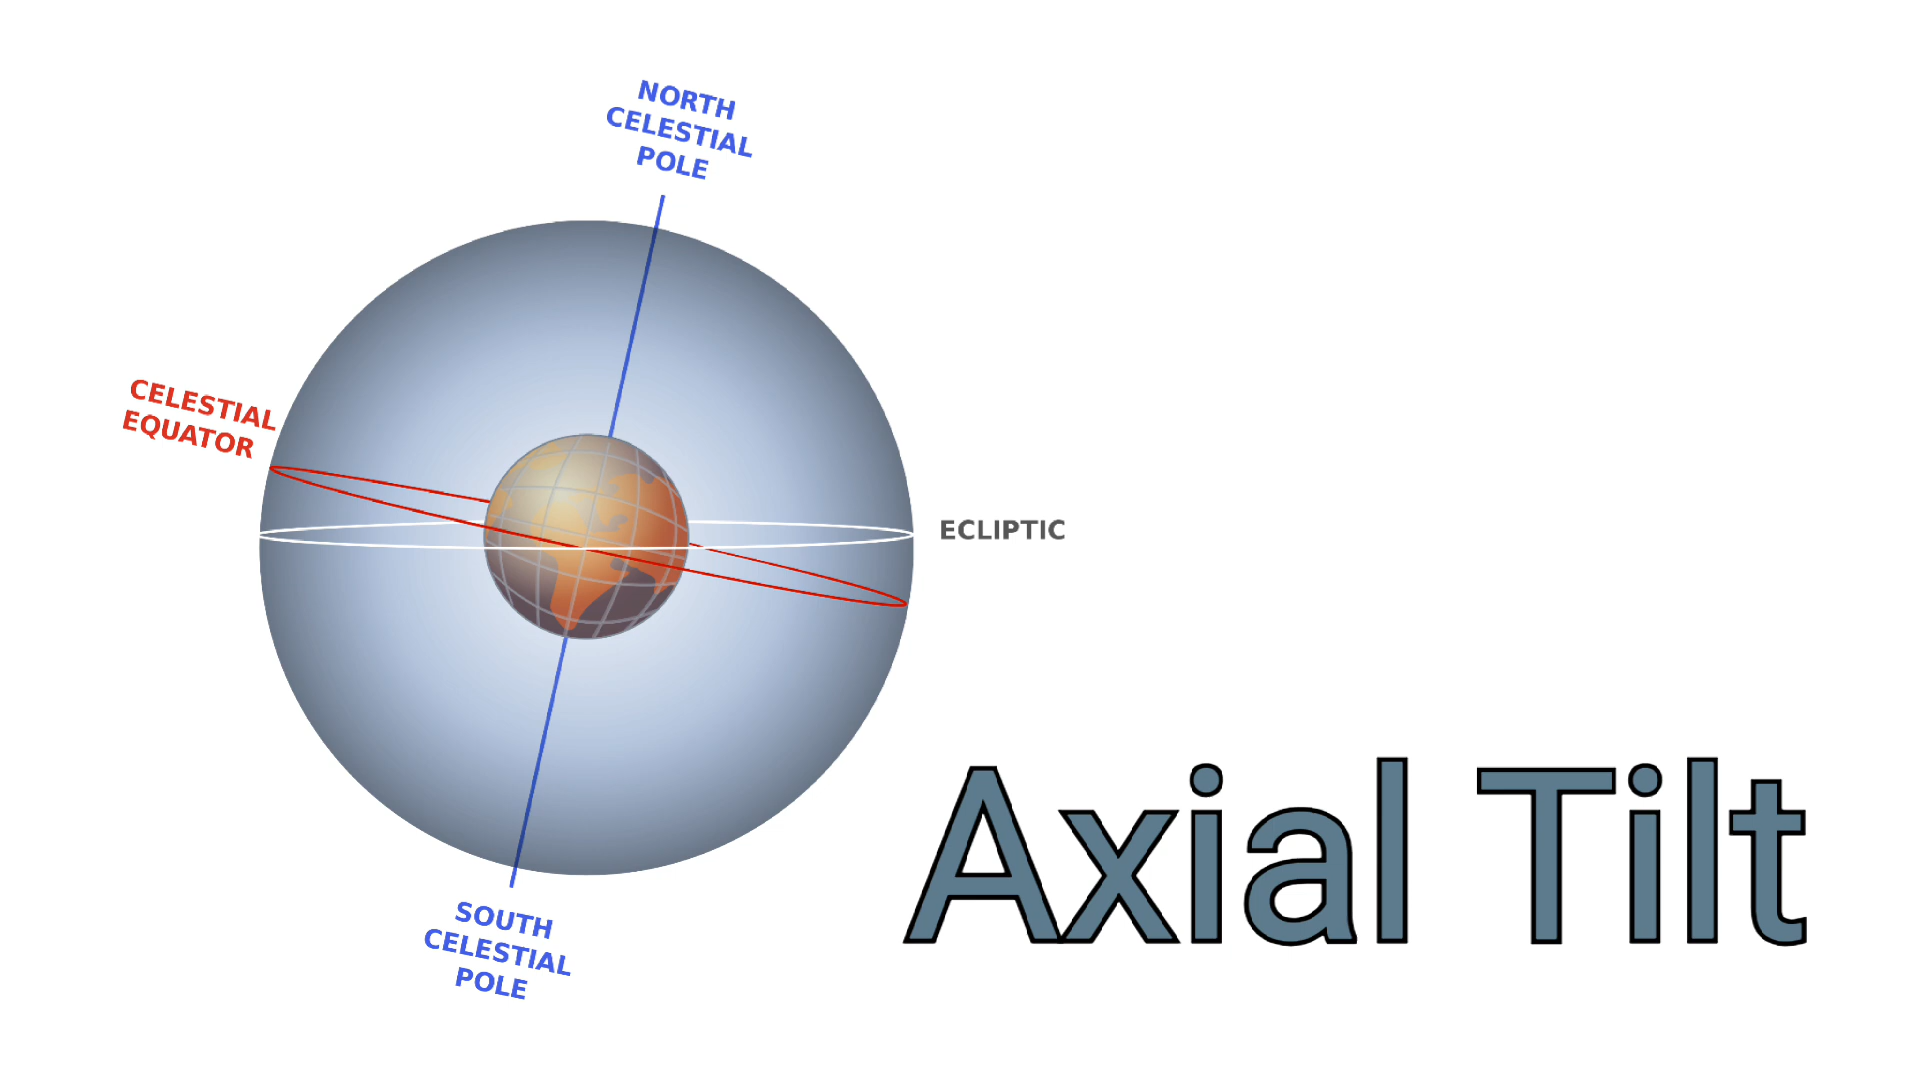 NORTH
CELESTIAL
POLE
CELESTIAL
EQUATOR
ECLIPTIC
Axial Tilt
SOUTH
CELESTIAL
POLE